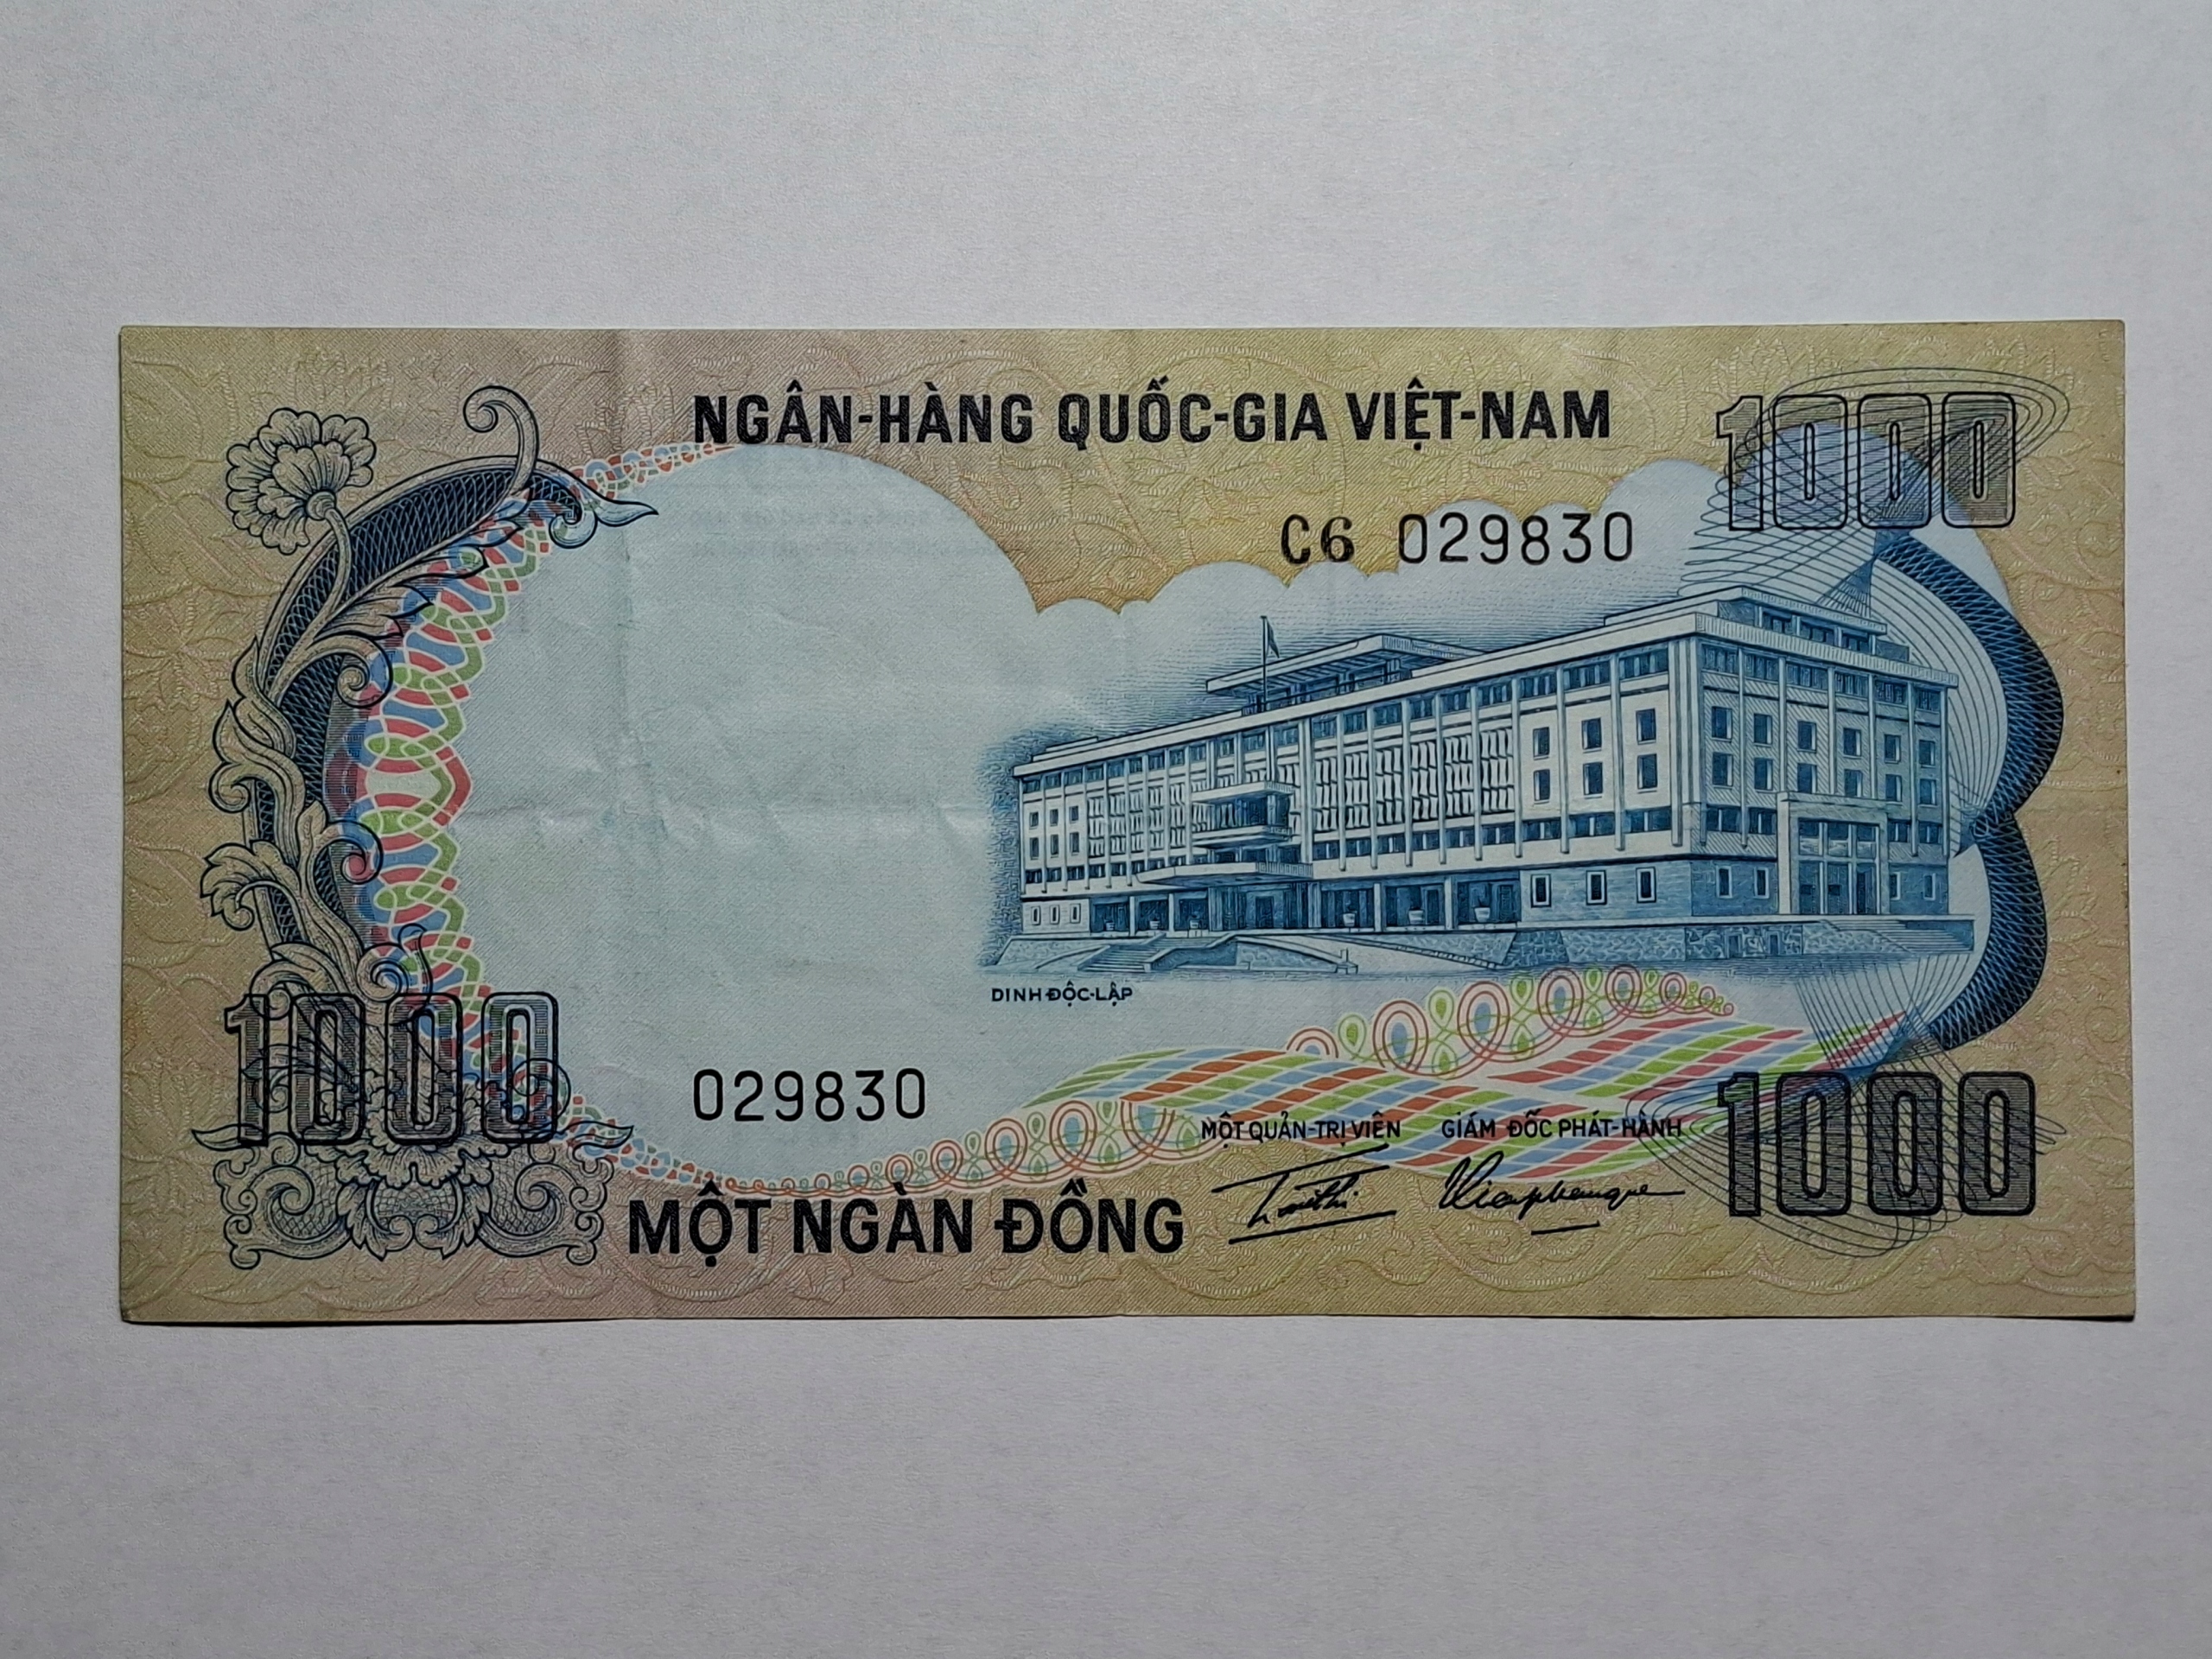 NGÂN-HÀNG QUỐC-GIA VIỆT-NAM
1000
C6 029830
DINH ĐỘC-LẬP
1000
029830
MỘT QUẢN-TRỊ VIÊN GIÁM ĐỐC PHÁT-HÀNH
1000
MỘT NGÀN ĐỒNG